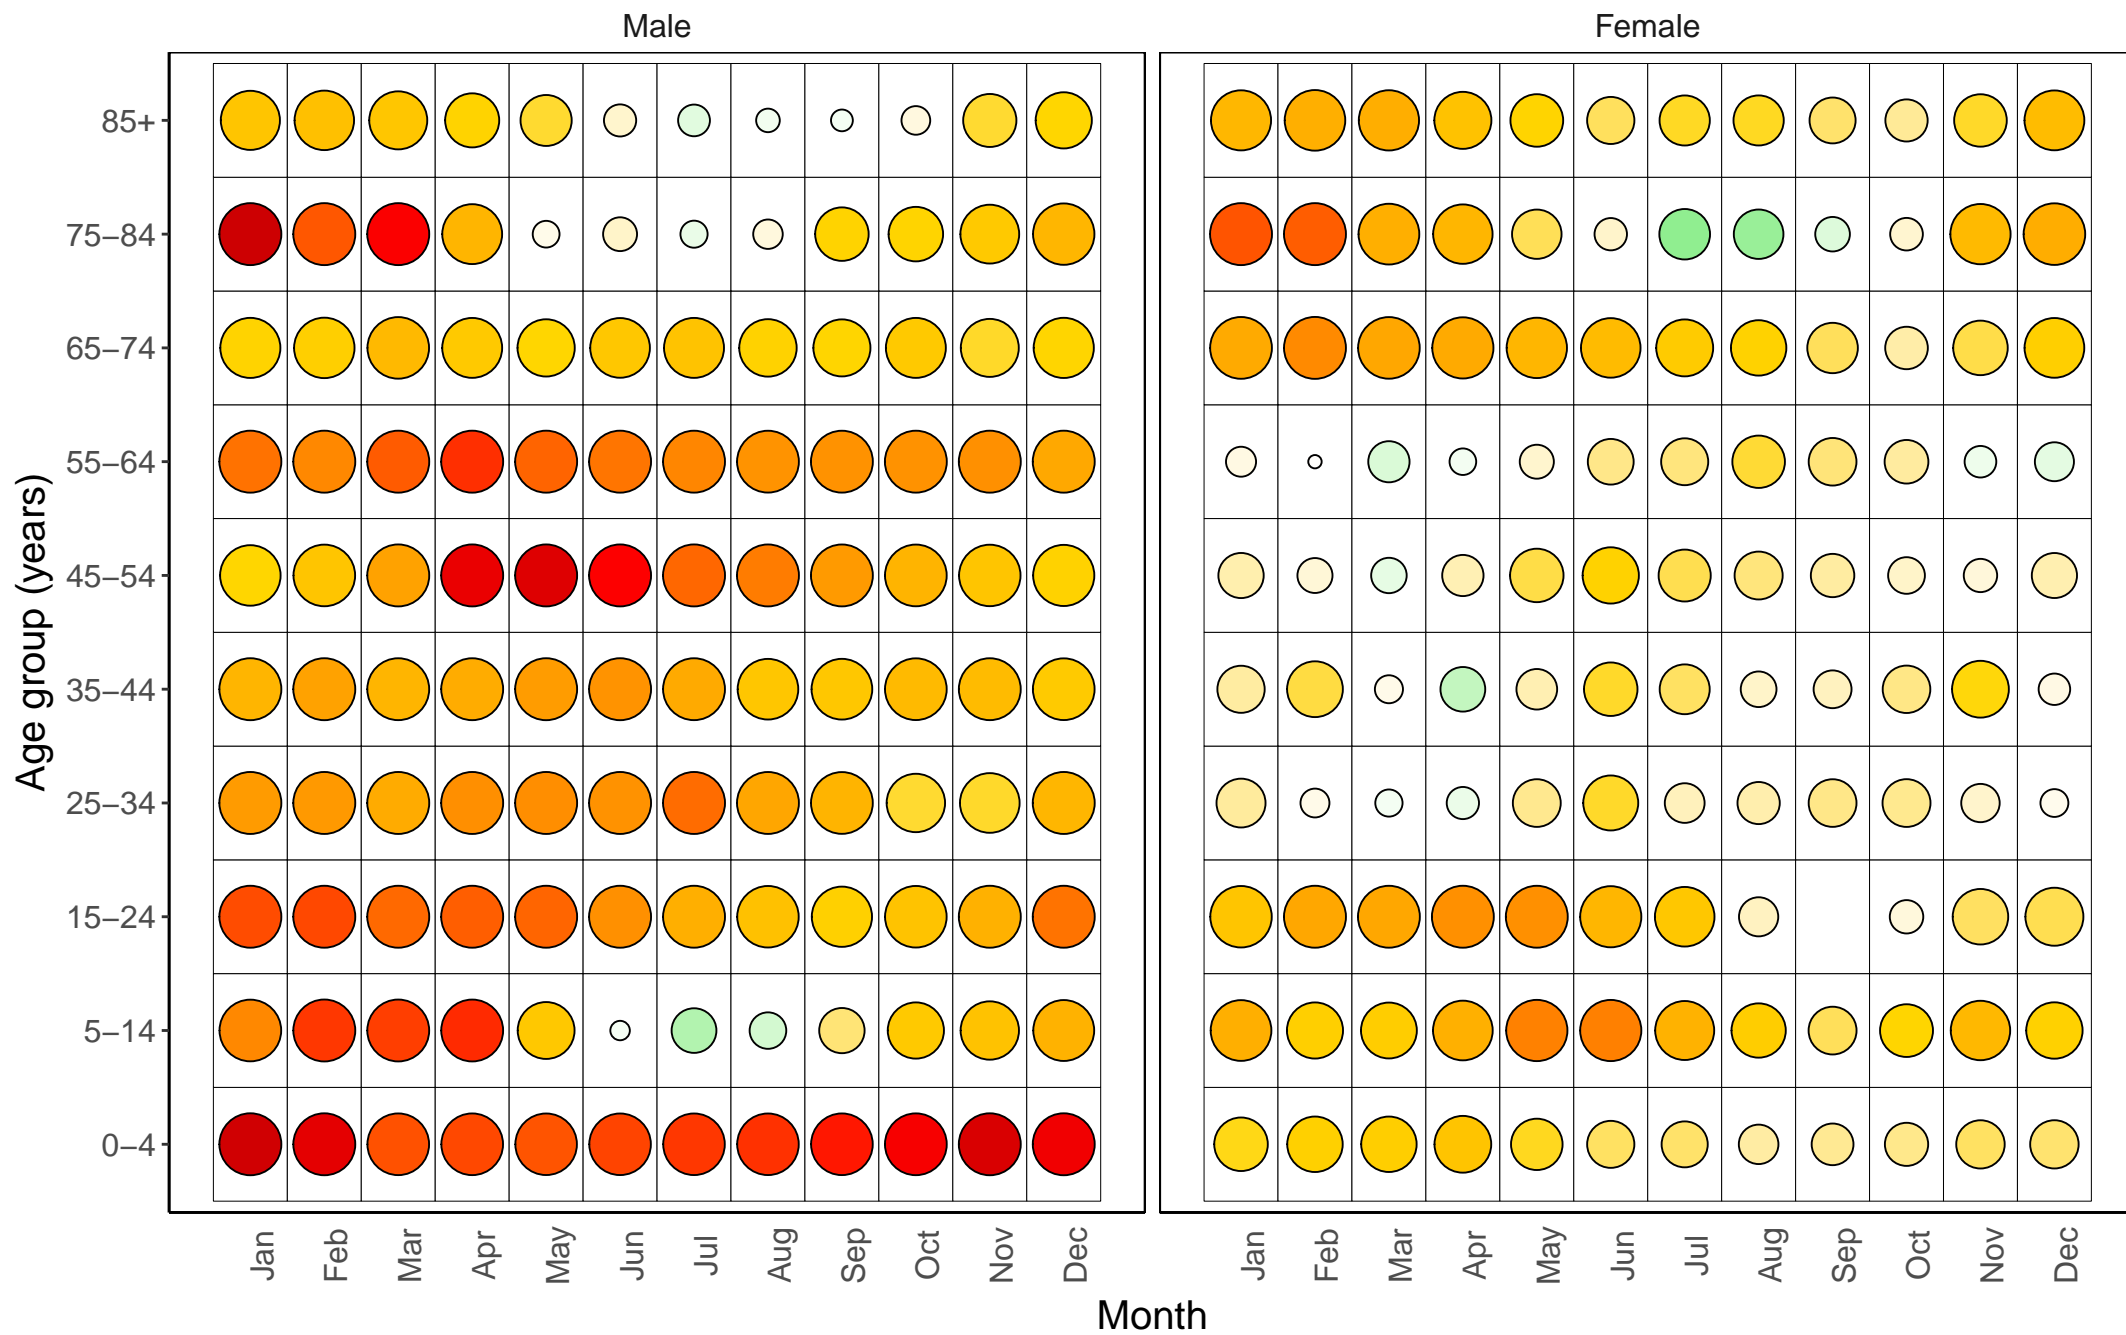 Male
Female
Age group (years)
85+
75−84
65−74
55−64
45−54
35−44
25−34
15−24
5−14
0−4
Jan Feb Mar Apr May Jun Jul Aug Sep Oct Nov Dec
Jan Feb Mar Apr May Jun Jul Aug Sep Oct Nov Dec
Month